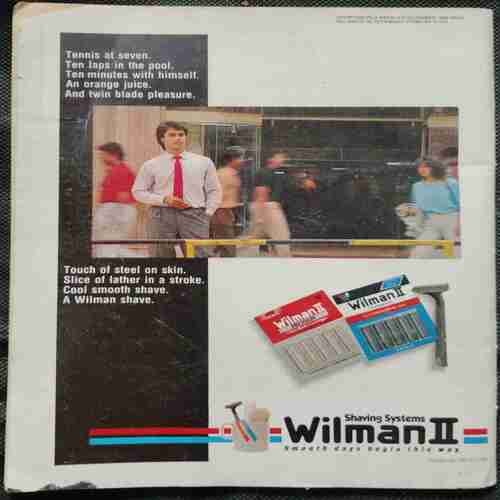 Tennis at seven.
Ten laps in the pool.
Ten minutes with himself.
An orange juice.
And twin blade pleasure.
Touch of steel on skin.
Slice of lather in a stroke.
Cool smooth shave.
A Wilman shave.
Wilman II
Wilman II
Shaving Systems
Wilman II
Smooth days begin this way